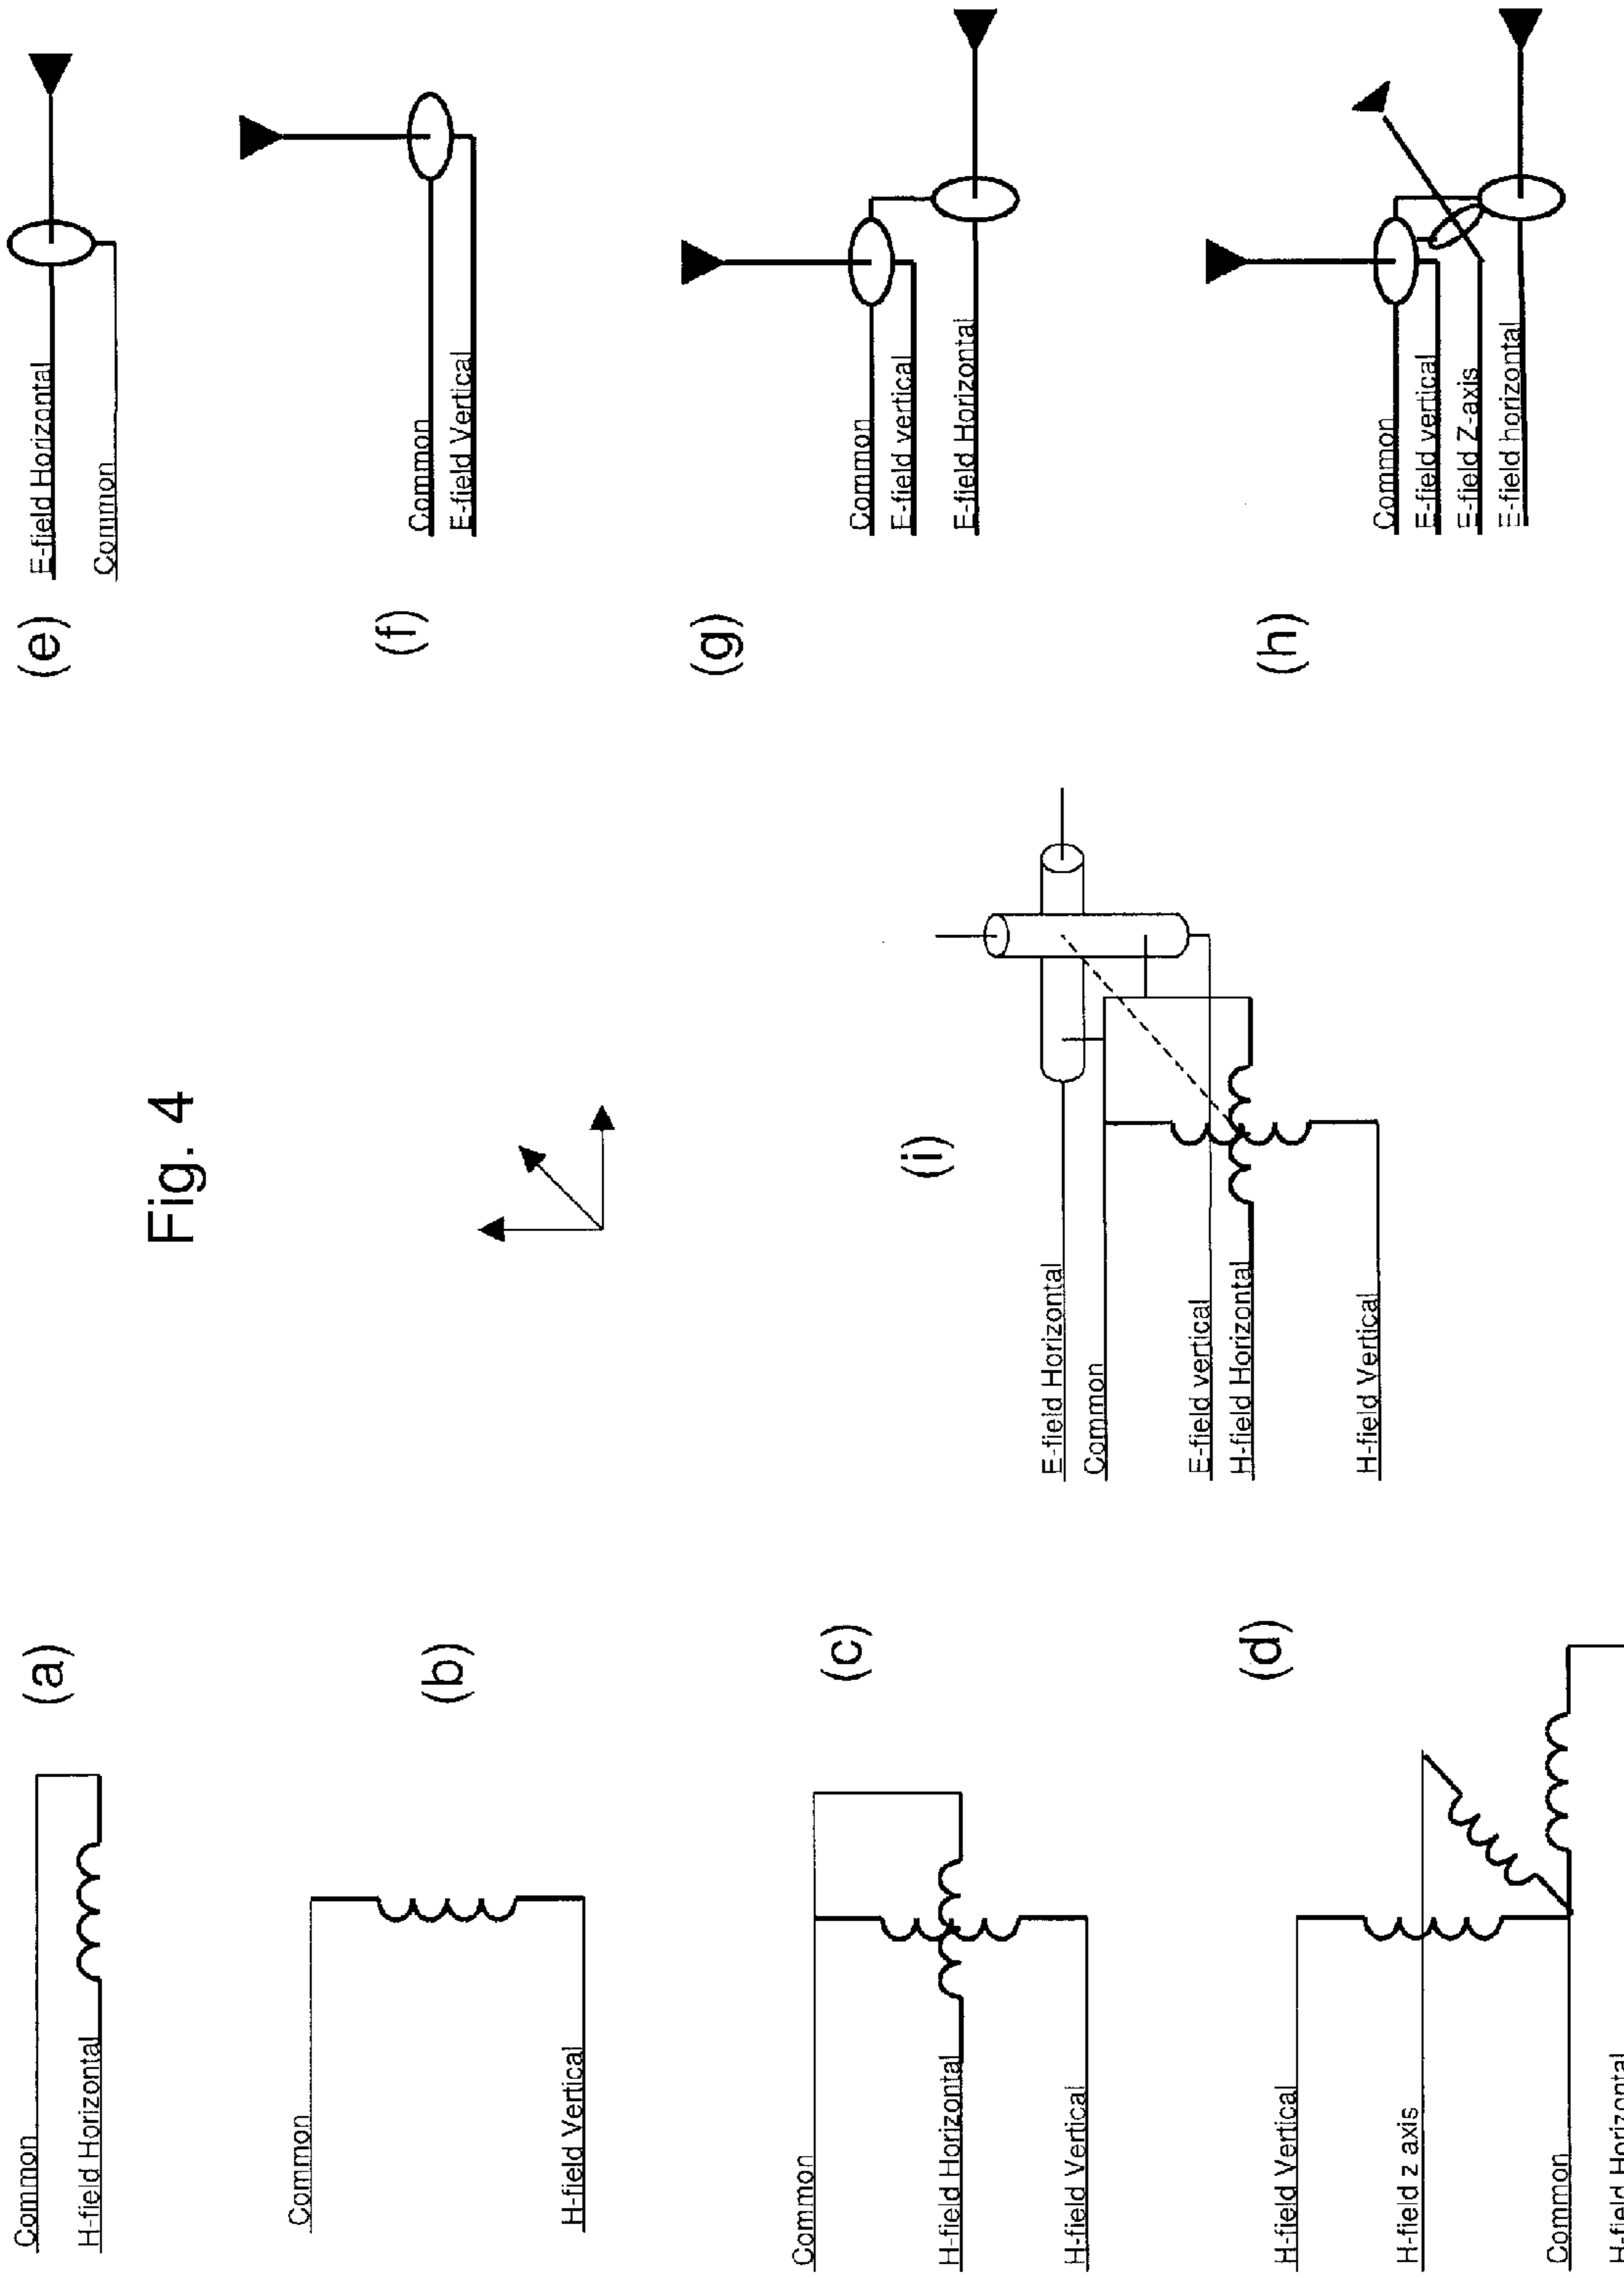 Fig. 4
(a)
Common
H-field Horizontal
(b)
Common
H-field Vertical
(c)
Common
H-field Horizontal
H-field Vertical
(d)
H-field Vertical
H-field z axis
Common
H-field Horizontal
(e)
E-field Horizontal
Common
(f)
Common
E-field Vertical
(g)
Common
E-field vertical
E-field Horizontal
(h)
Common
E-field vertical
E-field Z-axis
E-field horizontal
(i)
E-field Horizontal
Common
E-field vertical
H-field Horizontal
H-field Vertical